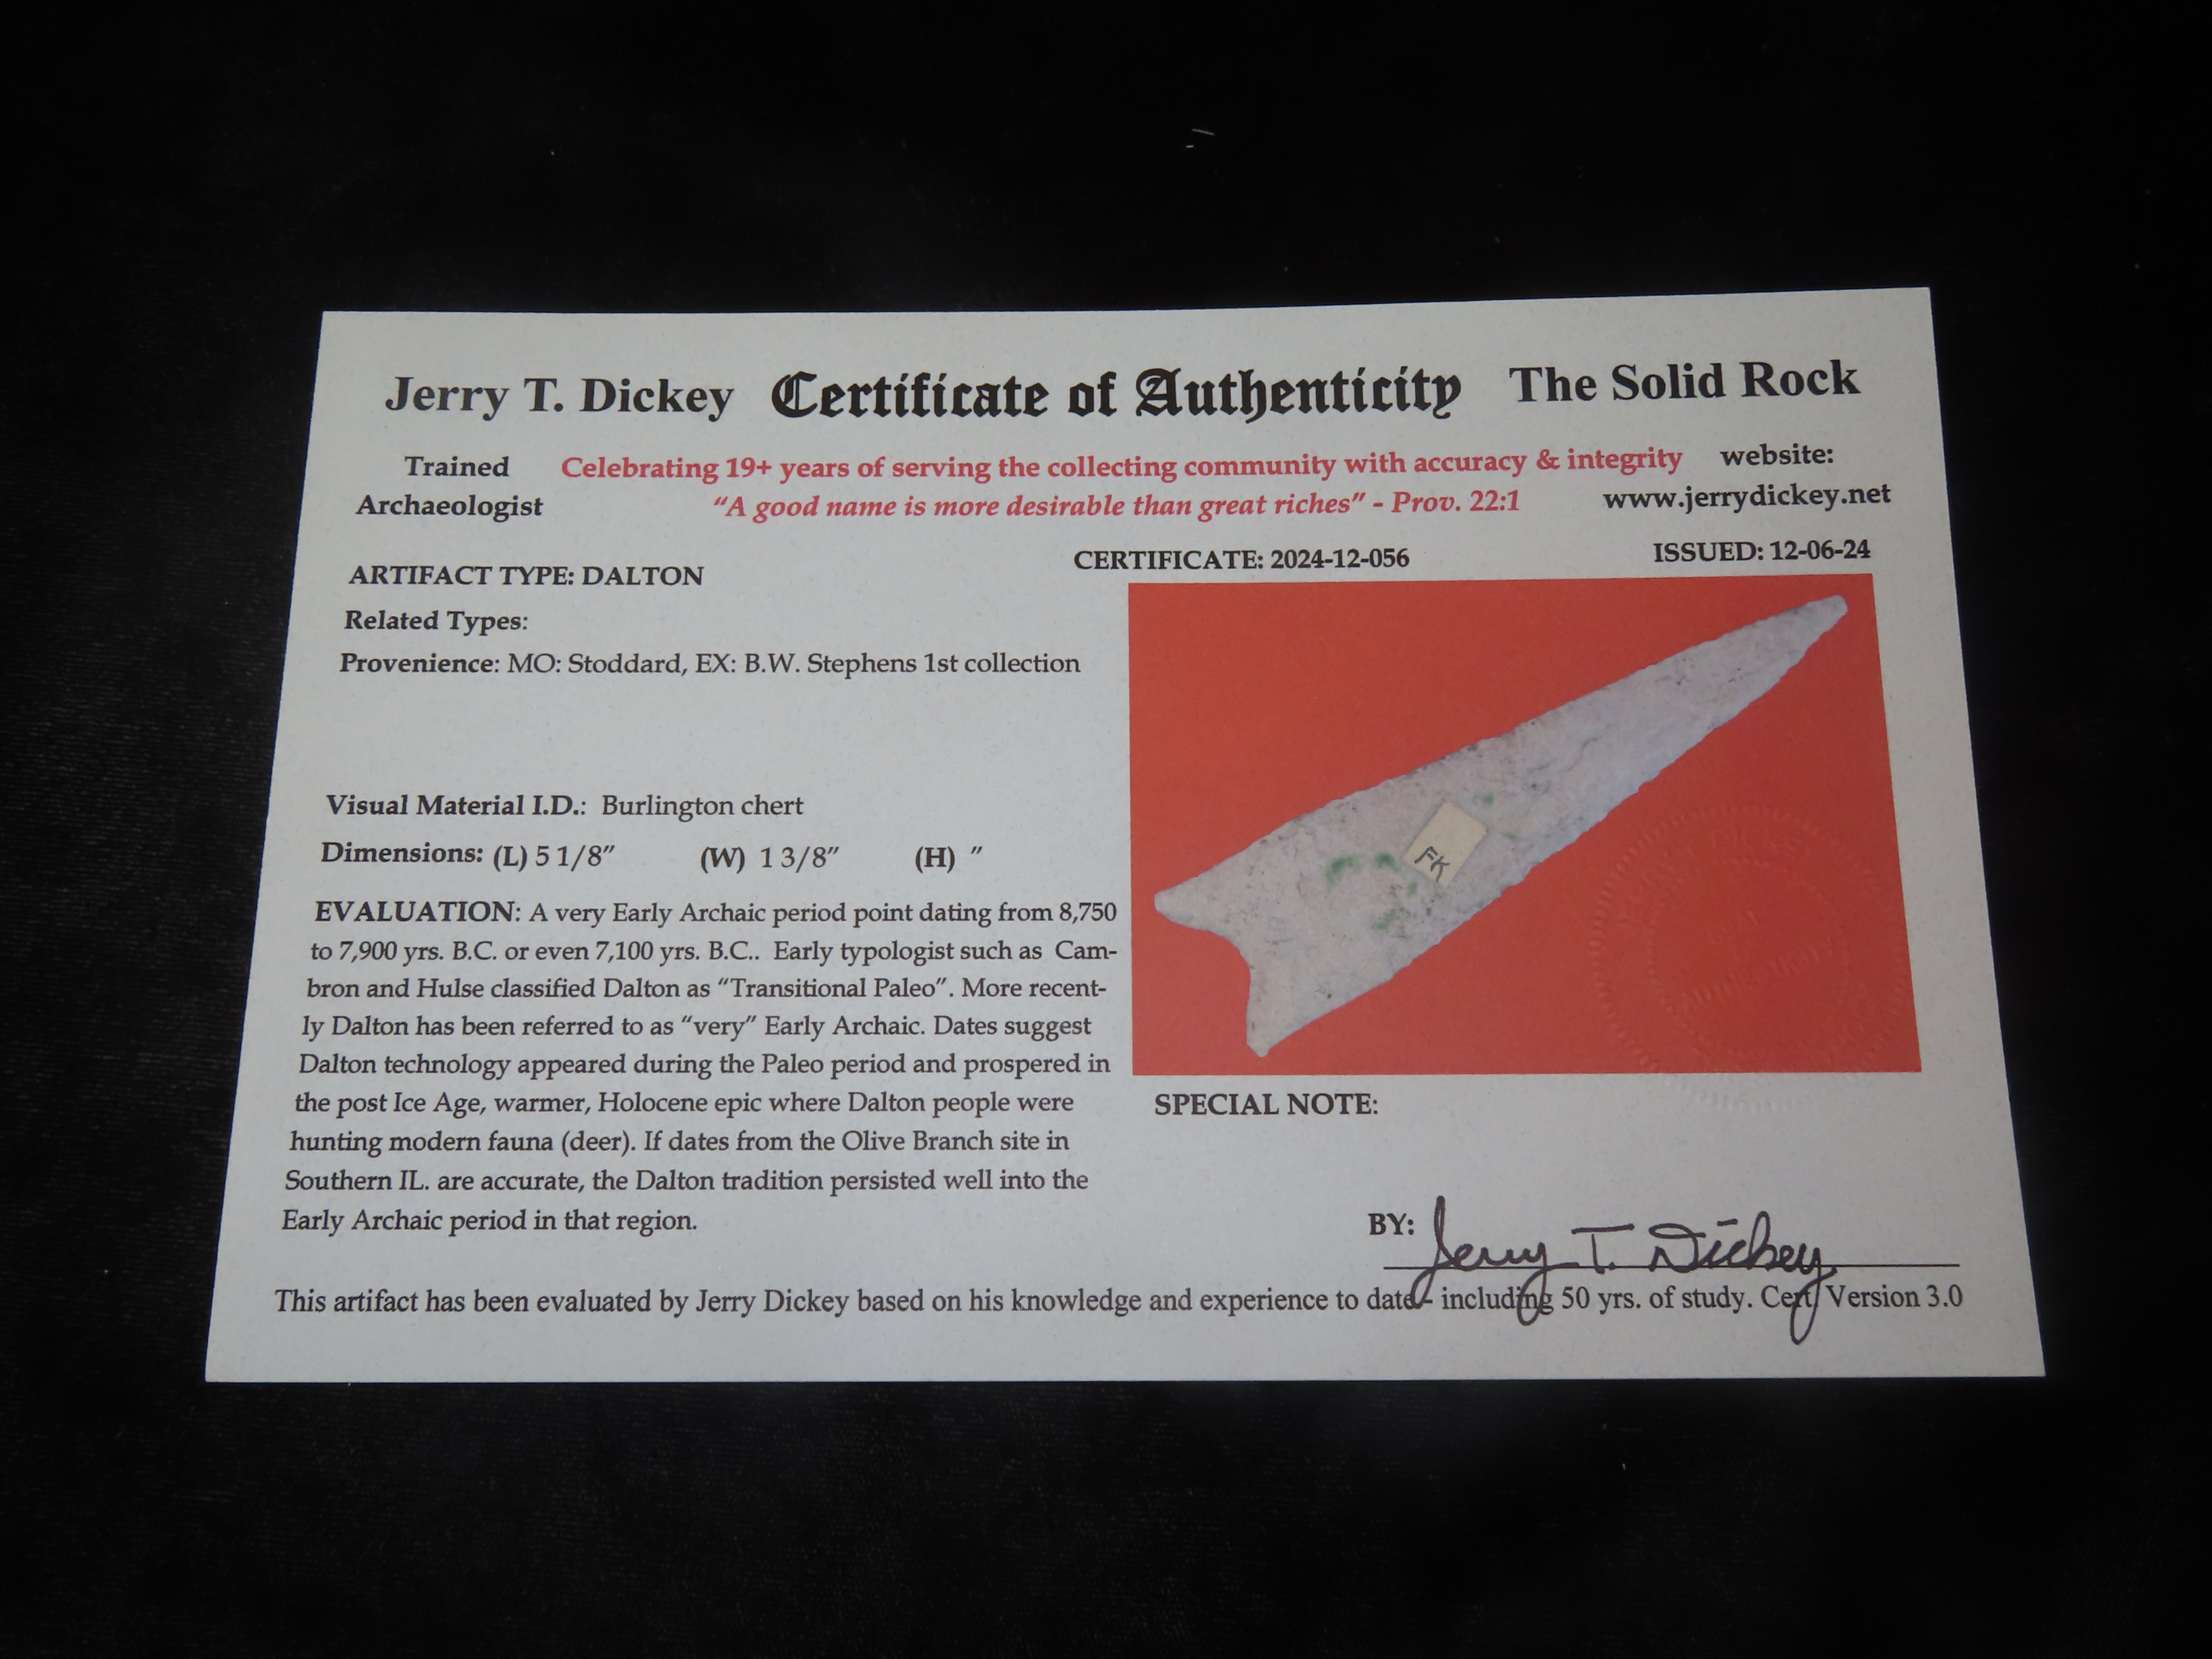 Jerry T. Dickey Certificate of Authenticity The Solid Rock
Trained Archaeologist
Celebrating 19+ years of serving the collecting community with accuracy & integrity
"A good name is more desirable than great riches" - Prov. 22:1
website:
www.jerrydickey.net
ARTIFACT TYPE: DALTON
Related Types:
Provenience: MO: Stoddard, EX: B.W. Stephens 1st collection
Visual Material I.D.: Burlington chert
Dimensions: (L) 5 1/8" (W) 1 3/8" (H) "
EVALUATION: A very Early Archaic period point dating from 8,750
to 7,900 yrs. B.C. or even 7,100 yrs. B.C.. Early typologist such as Cam-
bron and Hulse classified Dalton as "Transitional Paleo". More recent-
ly Dalton has been referred to as "very" Early Archaic. Dates suggest
Dalton technology appeared during the Paleo period and prospered in
the post Ice Age, warmer, Holocene epic where Dalton people were
hunting modern fauna (deer). If dates from the Olive Branch site in
Southern IL. are accurate, the Dalton tradition persisted well into the
Early Archaic period in that region.
CERTIFICATE: 2024-12-056 ISSUED: 12-06-24
FK
SPECIAL NOTE:
BY: Jerry T. Dickey
This artifact has been evaluated by Jerry Dickey based on his knowledge and experience to date - including 50 yrs. of study. Cert. Version 3.0